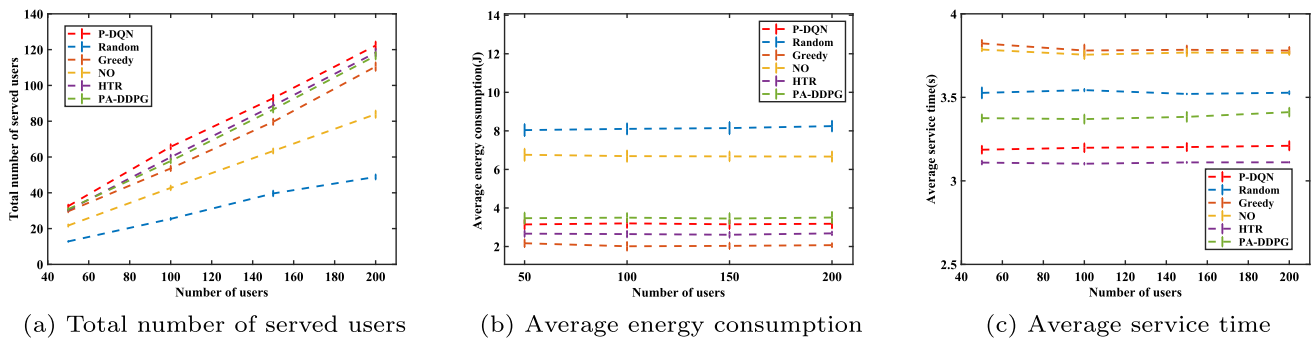 140
120
100
80
60
40
20
0
40 60 80 100 120 140 160 180 200
Total number of served users
Number of users
P-DQN
Random
Greedy
NO
HTR
PA-DDPG
(a) Total number of served users
14
12
10
8
6
4
2
50 100 150 200
Average energy consumption(J)
Number of users
P-DQN
Random
Greedy
NO
HTR
PA-DDPG
(b) Average energy consumption
4
3.5
3
2.5
40 60 80 100 120 140 160 180 200
Average service time(s)
Number of users
P-DQN
Random
Greedy
NO
HTR
PA-DDPG
(c) Average service time